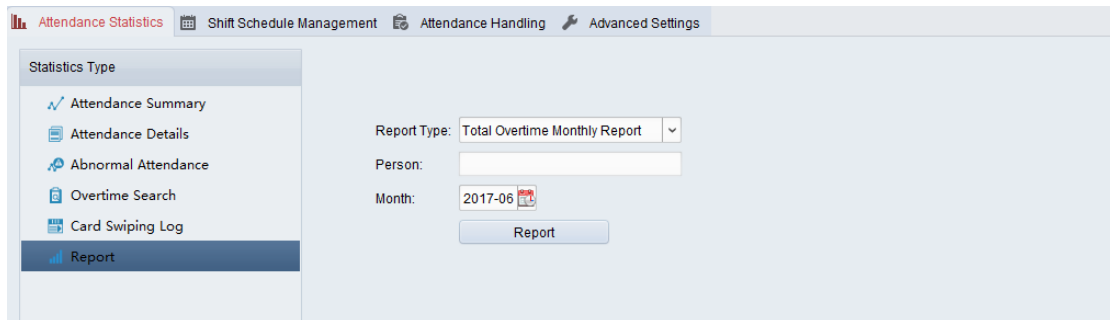 Attendance Statistics Shift Schedule Management Attendance Handling Advanced Settings
Statistics Type
Attendance Summary
Attendance Details
Abnormal Attendance
Overtime Search
Card Swiping Log
Report
Report Type: Total Overtime Monthly Report
Person:
Month: 2017-06
Report